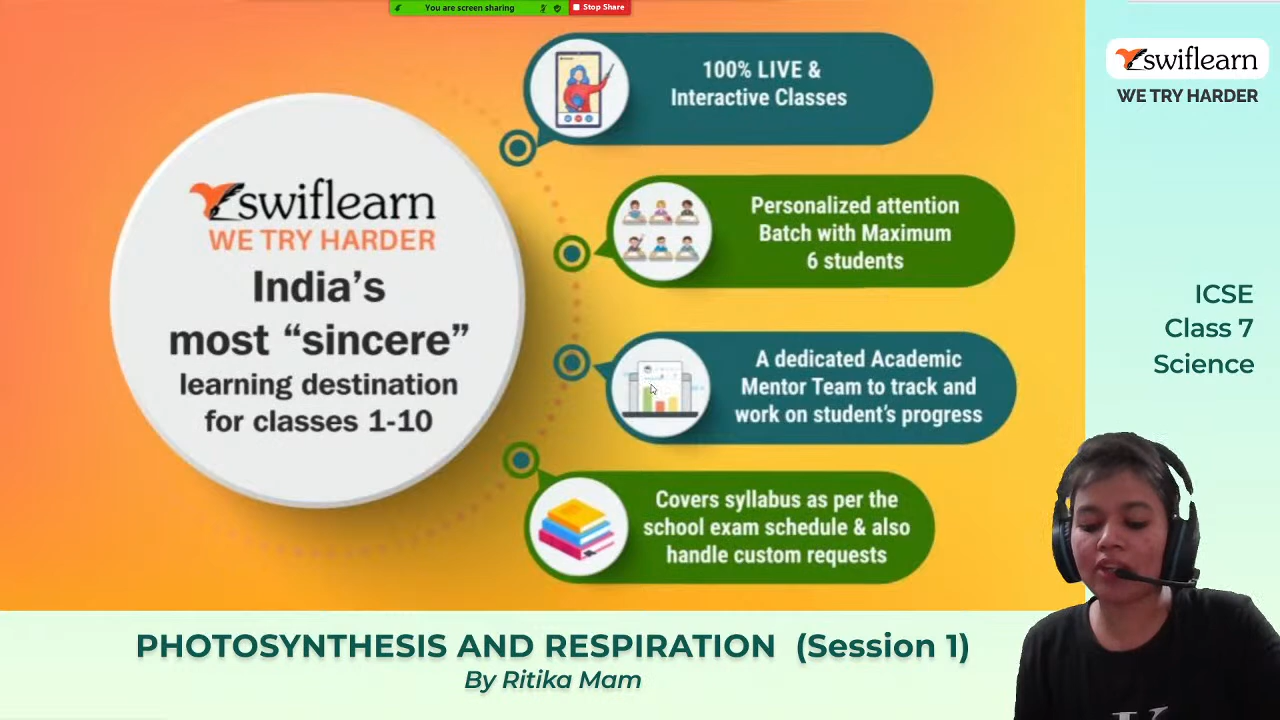 You are screen sharing
Stop Share
swiflearn
WE TRY HARDER
India's
most “sincere”
learning destination
for classes 1-10
100% LIVE &
Interactive Classes
Personalized attention
Batch with Maximum
6 students
A dedicated Academic
Mentor Team to track and
work on student's progress
Covers syllabus as per the
school exam schedule & also
handle custom requests
swiflearn
WE TRY HARDER
ICSE
Class 7
Science
PHOTOSYNTHESIS AND RESPIRATION (Session 1)
By Ritika Mam